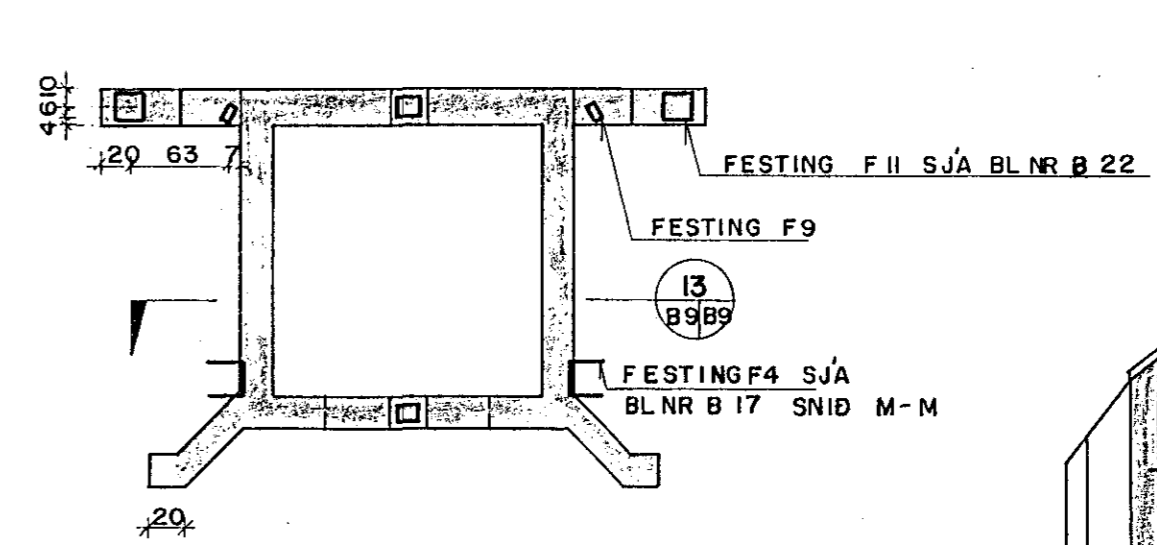 4 6 10
20 63 7
FESTING F11 SJÁ BL NR B 22
FESTING F9
13
B9 B9
FESTING F4 SJÁ
BL NR B 17 SNIÐ M-M
20